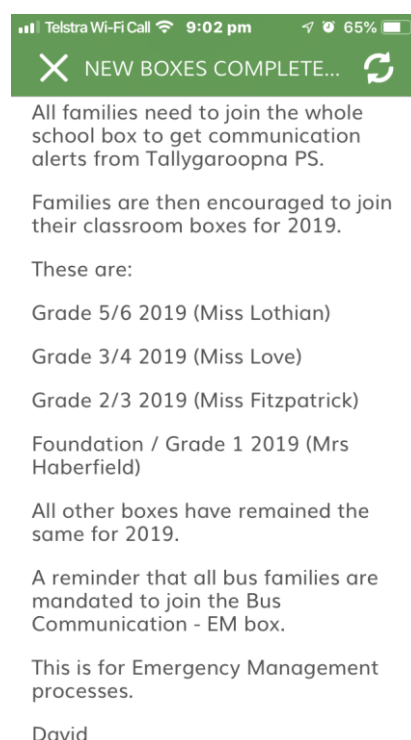 Telstra Wi-Fi Call 9:02 pm 65%
NEW BOXES COMPLETE...
All families need to join the whole
school box to get communication
alerts from Tallygaroopna PS.
Families are then encouraged to join
their classroom boxes for 2019.
These are:
Grade 5/6 2019 (Miss Lothian)
Grade 3/4 2019 (Miss Love)
Grade 2/3 2019 (Miss Fitzpatrick)
Foundation / Grade 1 2019 (Mrs
Haberfield)
All other boxes have remained the
same for 2019.
A reminder that all bus families are
mandated to join the Bus
Communication - EM box.
This is for Emergency Management
processes.
David